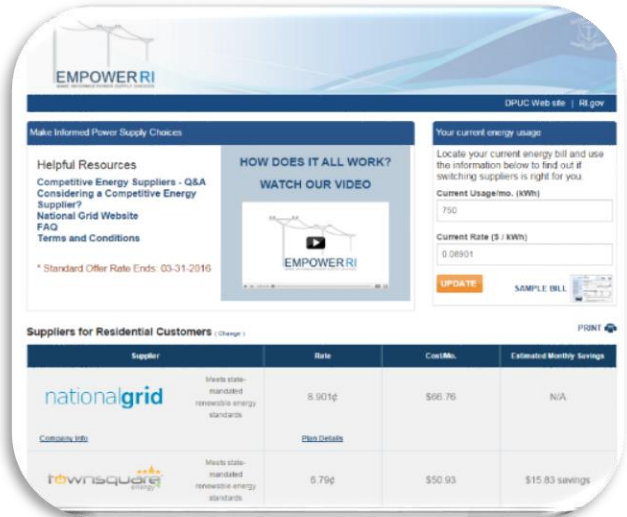 EMPOWER RI
MAKE INFORMED POWER SUPPLY CHOICES
DPUC Web site | RI.gov
Make Informed Power Supply Choices
Helpful Resources
Competitive Energy Suppliers - Q&A
Considering a Competitive Energy
Supplier?
National Grid Website
FAQ
Terms and Conditions
* Standard Offer Rate Ends: 03-31-2016
HOW DOES IT ALL WORK?
WATCH OUR VIDEO
EMPOWER RI
Your current energy usage
Locate your current energy bill and use
the information below to find out if
switching suppliers is right for you.
Current Usage/mo. (kWh)
750
Current Rate ($ / kWh)
0.08901
UPDATE
SAMPLE BILL
Suppliers for Residential Customers ( Change )
PRINT
Supplier Rate Cost/Mo. Estimated Monthly Savings
nationalgrid
Meets state-
mandated
renewable energy
standards
8.901¢ $66.76 N/A
Company Info Plan Details
townsquare
energy
Meets state-
mandated
renewable energy
standards
6.79¢ $50.93 $15.83 savings